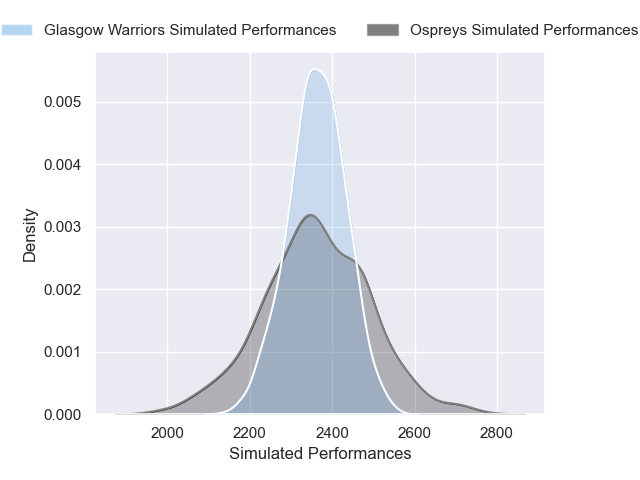 Glasgow Warriors Simulated Performances Ospreys Simulated Performances
0.005
0.004
0.003
0.002
0.001
0.000
Density
2000 2200 2400 2600 2800
Simulated Performances